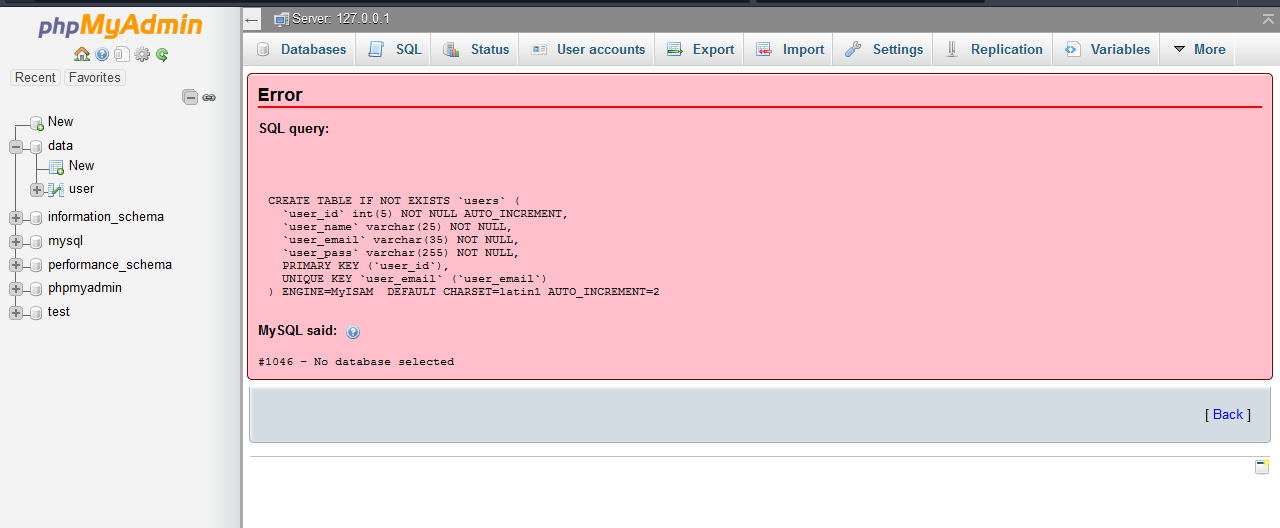 phpMyAdmin
Recent Favorites
New
data
New
user
information_schema
mysql
performance_schema
phpmyadmin
test
Server: 127.0.0.1
Databases SQL Status User accounts Export Import Settings Replication Variables More
Error
SQL query:
CREATE TABLE IF NOT EXISTS `users` (
`user_id` int(5) NOT NULL AUTO_INCREMENT,
`user_name` varchar(25) NOT NULL,
`user_email` varchar(35) NOT NULL,
`user_pass` varchar(255) NOT NULL,
PRIMARY KEY (`user_id`),
UNIQUE KEY `user_email` (`user_email`)
) ENGINE=MyISAM  DEFAULT CHARSET=latin1 AUTO_INCREMENT=2
MySQL said:
#1046 - No database selected
[ Back ]